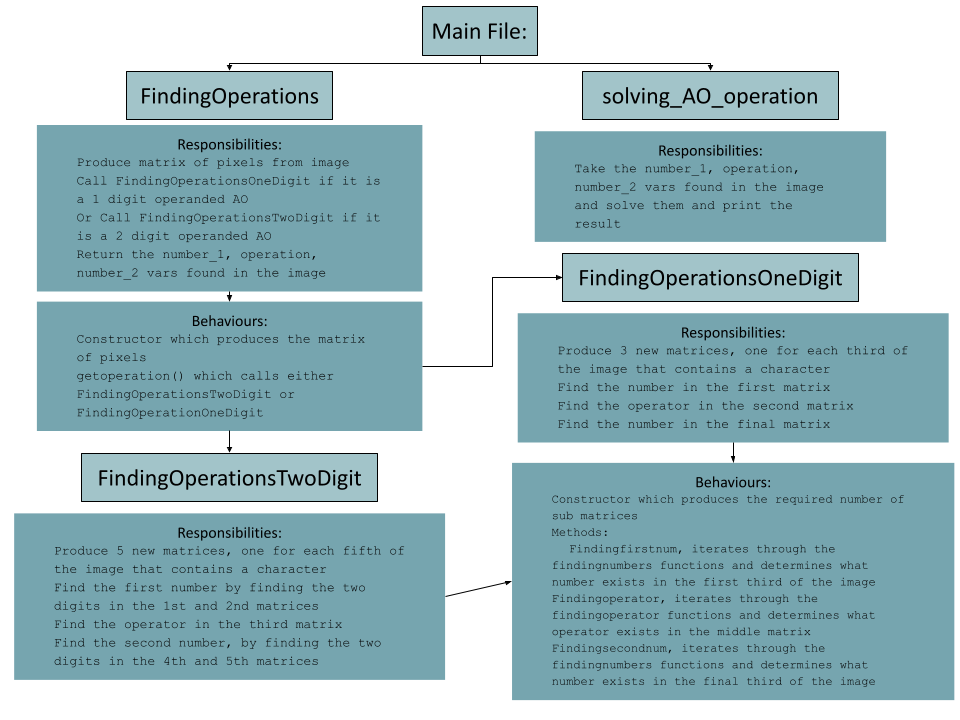 Main File:
FindingOperations
solving_AO_operation
Responsibilities:
Produce matrix of pixels from image
Call FindingOperationsOneDigit if it is
a 1 digit operanded AO
Or Call FindingOperationsTwoDigit if it
is a 2 digit operanded AO
Return the number_1, operation,
number_2 vars found in the image
Responsibilities:
Take the number_1, operation,
number_2 vars found in the image
and solve them and print the
result
Behaviours:
Constructor which produces the matrix
of pixels
getoperation() which calls either
FindingOperationsTwoDigit or
FindingOperationOneDigit
FindingOperationsOneDigit
Responsibilities:
Produce 3 new matrices, one for each third of
the image that contains a character
Find the number in the first matrix
Find the operator in the second matrix
Find the number in the final matrix
FindingOperationsTwoDigit
Responsibilities:
Produce 5 new matrices, one for each fifth of
the image that contains a character
Find the first number by finding the two
digits in the 1st and 2nd matrices
Find the operator in the third matrix
Find the second number, by finding the two
digits in the 4th and 5th matrices
Behaviours:
Constructor which produces the required number of
sub matrices
Methods:
Findingfirstnum, iterates through the
findingnumbers functions and determines what
number exists in the first third of the image
Findingoperator, iterates through the
findingoperator functions and determines what
operator exists in the middle matrix
Findingsecondnum, iterates through the
findingnumbers functions and determines what
number exists in the final third of the image